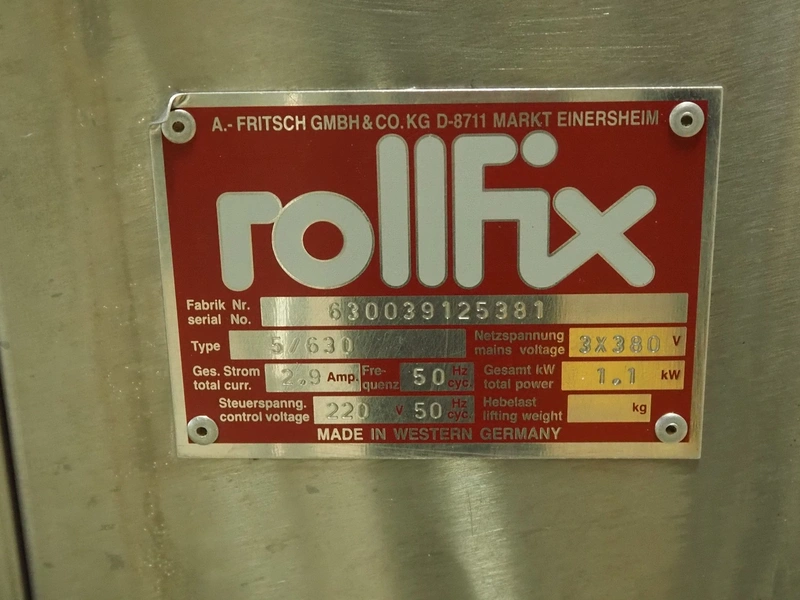 A.- FRITSCH GMBH & CO. KG D-8711 MARKT EINERSHEIM
rollfix
Fabrik Nr.
serial No. 630039125381
Type 5/630 Netzspannung
mains voltage 3X380 V
Ges. Strom
total curr. 2.9 Amp. Fre-
quenz 50 Hz
cyc. Gesamt kW
total power 1.1 kW
Steuerspanng.
control voltage 220 V 50 Hz
cyc. Hebelast
lifting weight kg
MADE IN WESTERN GERMANY